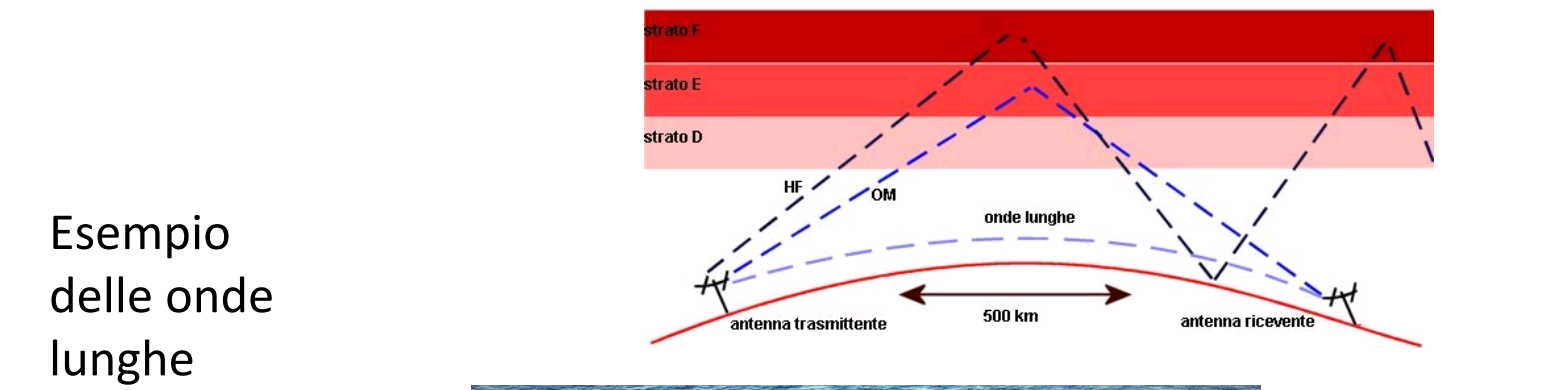 Esempio
delle onde
lunghe
strato F
strato E
strato D
HF
OM
onde lunghe
500 km
antenna trasmittente
antenna ricevente